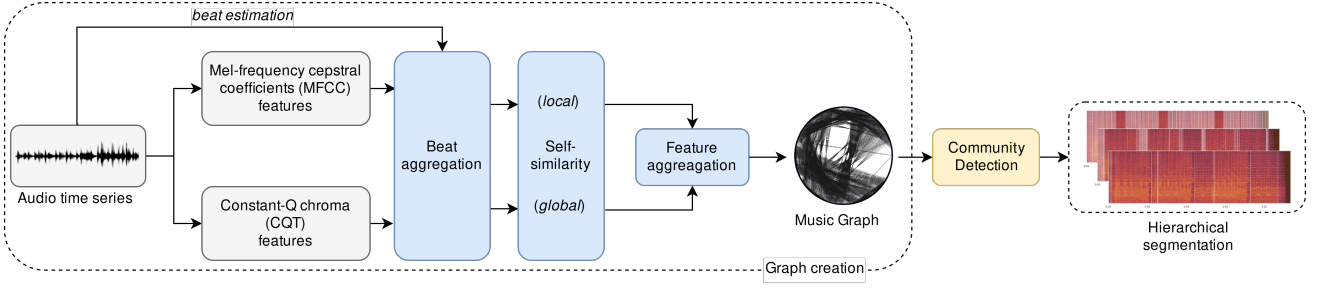 beat estimation
Mel-frequency cepstral
coefficients (MFCC)
features
Audio time series
Constant-Q chroma
(CQT)
features
Beat
aggregation
(local)
Self-
similarity
(global)
Feature
aggreagation
Music Graph
Graph creation
Community
Detection
Hierarchical
segmentation